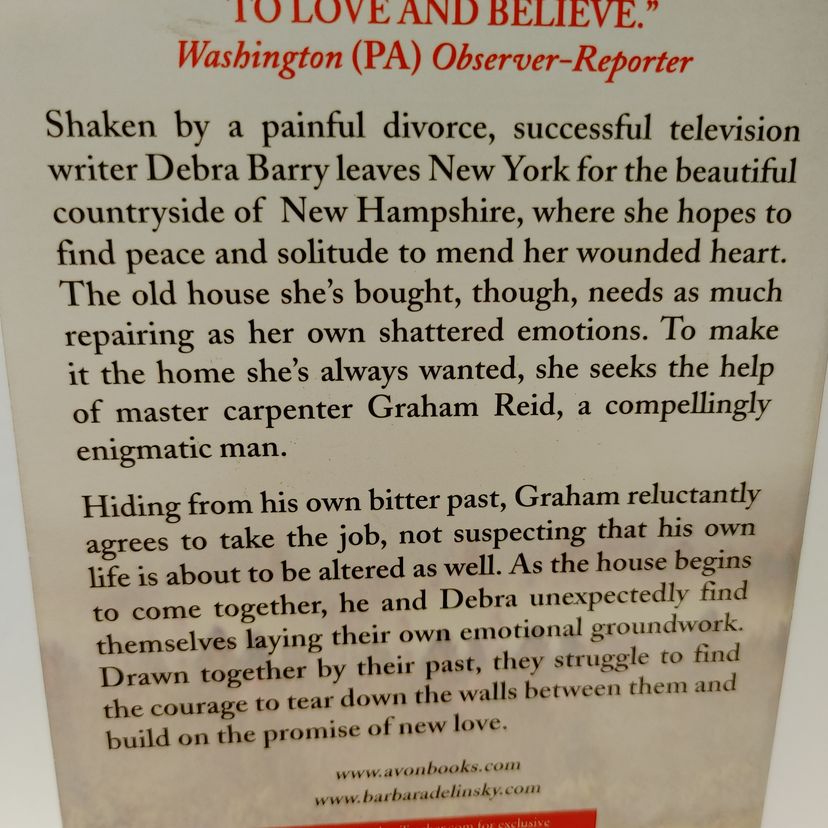 TO LOVE AND BELIEVE.”
Washington (PA) Observer-Reporter
Shaken by a painful divorce, successful television
writer Debra Barry leaves New York for the beautiful
countryside of New Hampshire, where she hopes to
find peace and solitude to mend her wounded heart.
The old house she’s bought, though, needs as much
repairing as her own shattered emotions. To make
it the home she’s always wanted, she seeks the help
of master carpenter Graham Reid, a compellingly
enigmatic man.
Hiding from his own bitter past, Graham reluctantly
agrees to take the job, not suspecting that his own
life is about to be altered as well. As the house begins
to come together, he and Debra unexpectedly find
themselves laying their own emotional groundwork.
Drawn together by their past, they struggle to find
the courage to tear down the walls between them and
build on the promise of new love.
www.avonbooks.com
www.barbaradelinsky.com
for exclusive